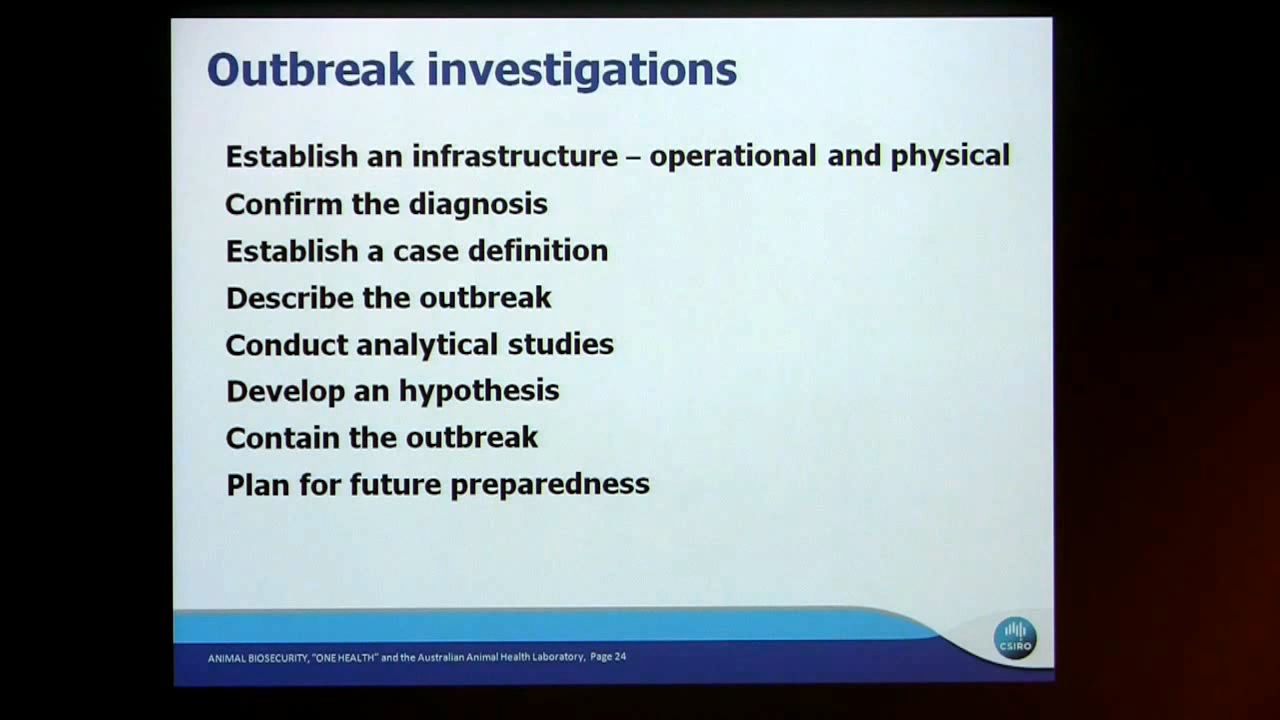 Outbreak investigations
Establish an infrastructure – operational and physical
Confirm the diagnosis
Establish a case definition
Describe the outbreak
Conduct analytical studies
Develop an hypothesis
Contain the outbreak
Plan for future preparedness
CSIRO
ANIMAL BIOSECURITY, “ONE HEALTH” and the Australian Animal Health Laboratory, Page 24